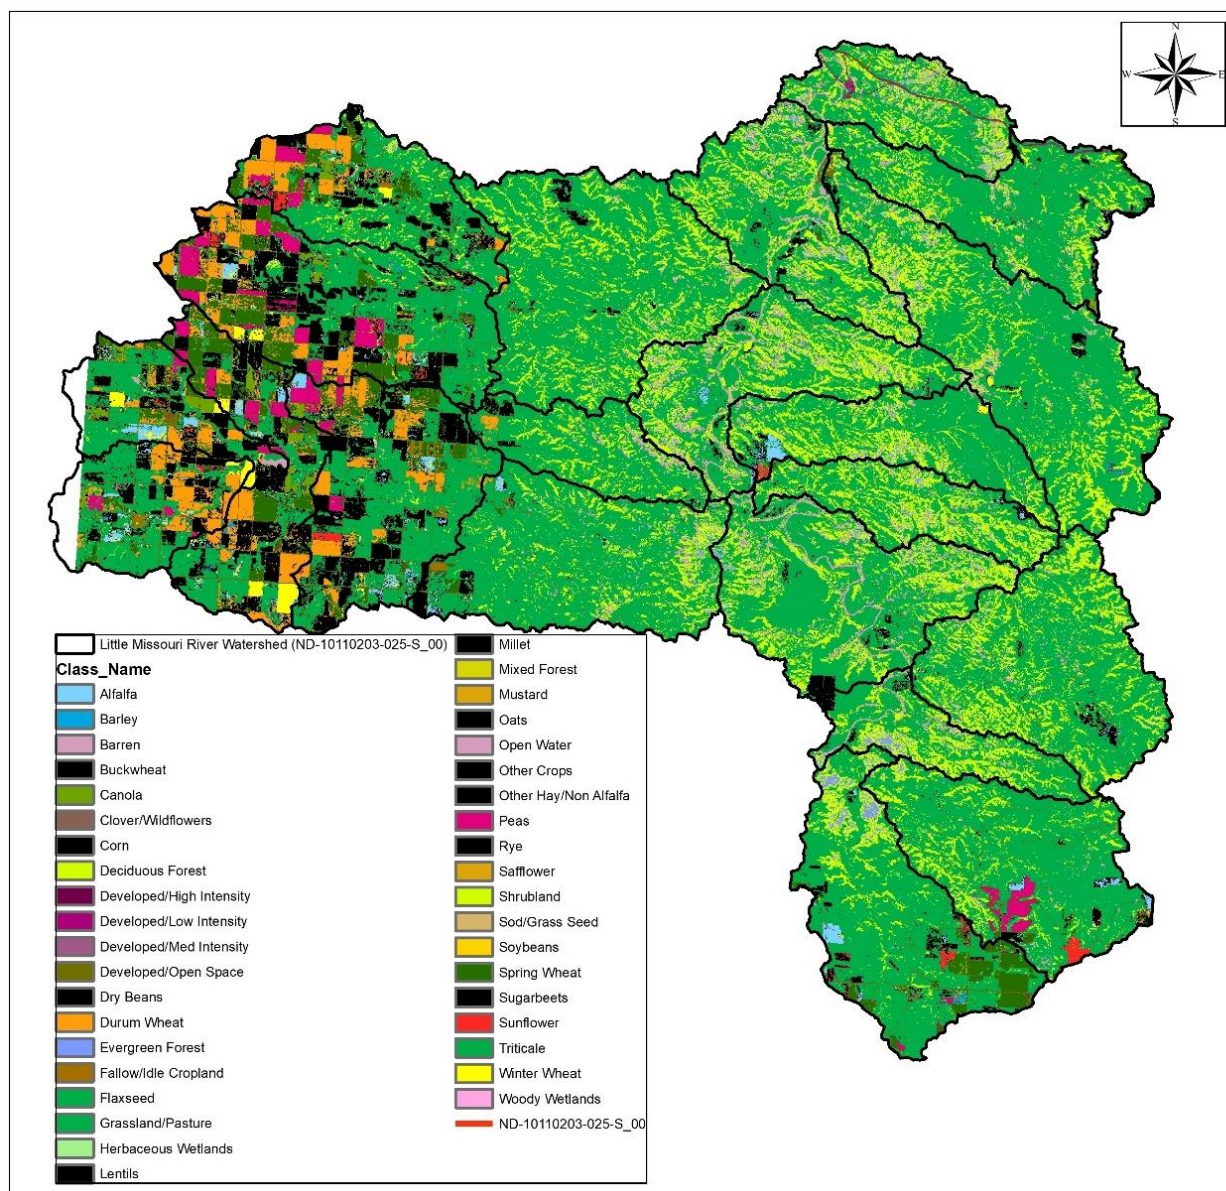 N
W
E
S
Little Missouri River Watershed (ND-10110203-025-S_00)
Class_Name
Alfalfa
Barley
Barren
Buckwheat
Canola
Clover/Wildflowers
Corn
Deciduous Forest
Developed/High Intensity
Developed/Low Intensity
Developed/Med Intensity
Developed/Open Space
Dry Beans
Durum Wheat
Evergreen Forest
Fallow/Idle Cropland
Flaxseed
Grassland/Pasture
Herbaceous Wetlands
Lentils
Millet
Mixed Forest
Mustard
Oats
Open Water
Other Crops
Other Hay/Non Alfalfa
Peas
Rye
Safflower
Shrubland
Sod/Grass Seed
Soybeans
Spring Wheat
Sugarbeets
Sunflower
Triticale
Winter Wheat
Woody Wetlands
ND-10110203-025-S_00